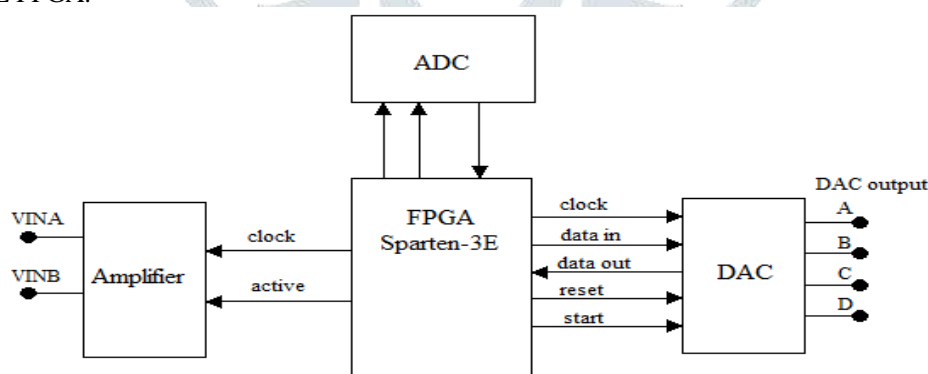 ADC
FPGA
Sparten-3E
VINA
VINB
Amplifier
clock
active
clock
data in
data out
reset
start
DAC
DAC output
A
B
C
D